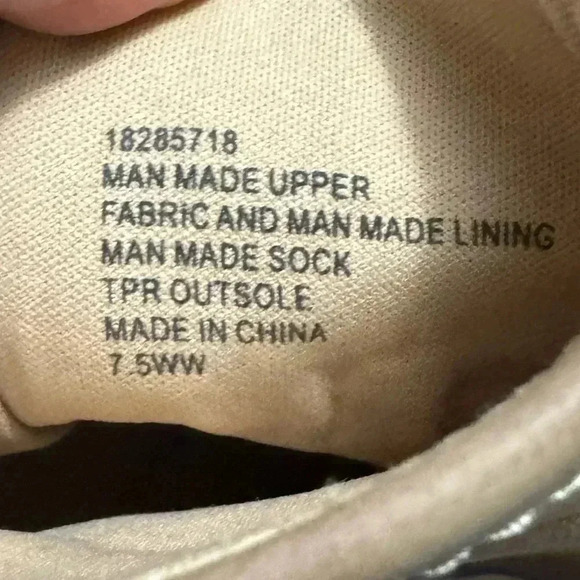 18285718
MAN MADE UPPER
FABRIC AND MAN MADE LINING
MAN MADE SOCK
TPR OUTSOLE
MADE IN CHINA
7.5WW